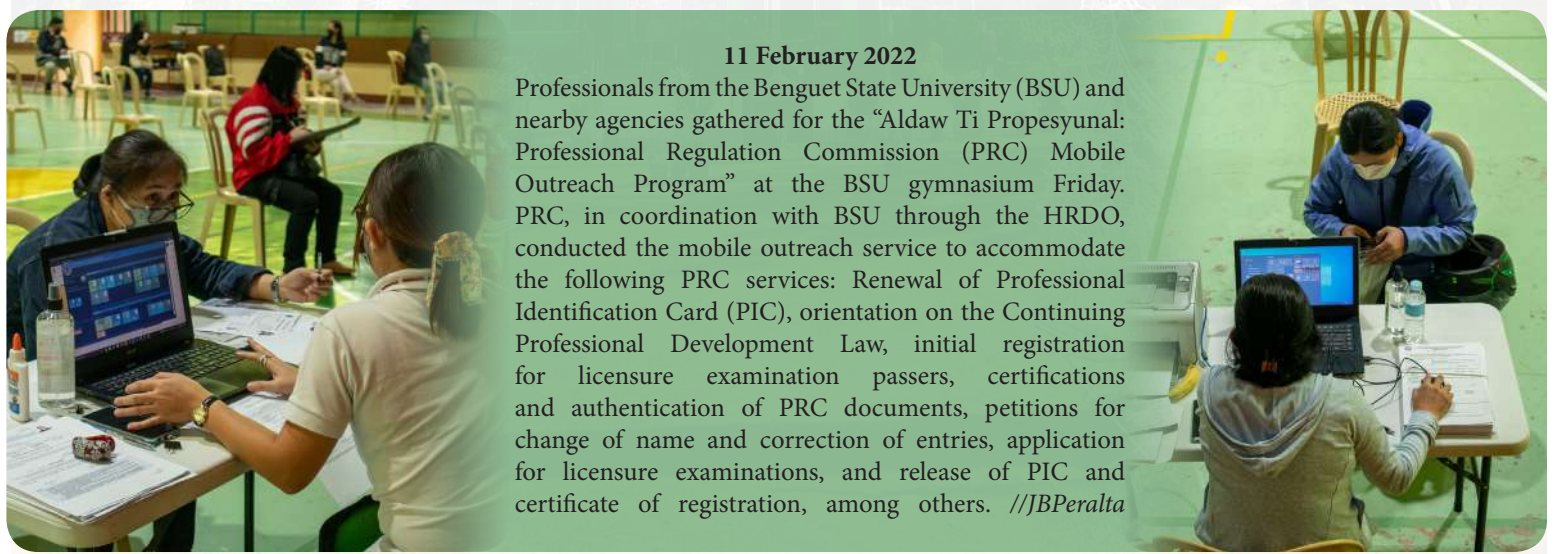 11 February 2022
Professionals from the Benguet State University (BSU) and
nearby agencies gathered for the “Aldaw Ti Propesyunal:
Professional Regulation Commission (PRC) Mobile
Outreach Program” at the BSU gymnasium Friday.
PRC, in coordination with BSU through the HRDO,
conducted the mobile outreach service to accommodate
the following PRC services: Renewal of Professional
Identification Card (PIC), orientation on the Continuing
Professional Development Law, initial registration
for licensure examination passers, certifications
and authentication of PRC documents, petitions for
change of name and correction of entries, application
for licensure examinations, and release of PIC and
certificate of registration, among others. //JBPeralta